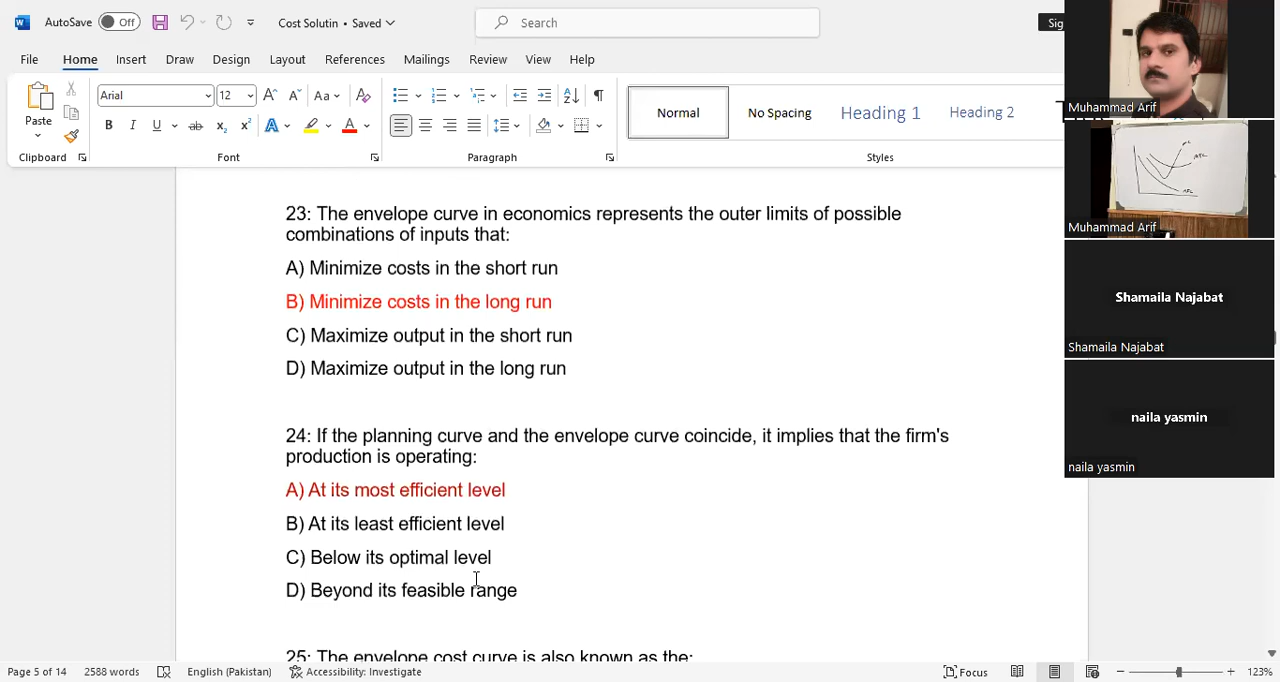 AutoSave Off Cost Solutin • Saved Search Sig
File Home Insert Draw Design Layout References Mailings Review View Help
Arial 12 Aa
Paste
B I U ab x₂ x² A A
Normal No Spacing Heading 1 Heading 2
Clipboard Font Paragraph Styles
23: The envelope curve in economics represents the outer limits of possible
combinations of inputs that:
A) Minimize costs in the short run
B) Minimize costs in the long run
C) Maximize output in the short run
D) Maximize output in the long run
24: If the planning curve and the envelope curve coincide, it implies that the firm's
production is operating:
A) At its most efficient level
B) At its least efficient level
C) Below its optimal level
D) Beyond its feasible range
25: The envelope cost curve is also known as the:
Muhammad Arif
Muhammad Arif
Shamaila Najabat
Shamaila Najabat
naila yasmin
naila yasmin
Page 5 of 14 2588 words English (Pakistan) Accessibility: Investigate Focus 123%